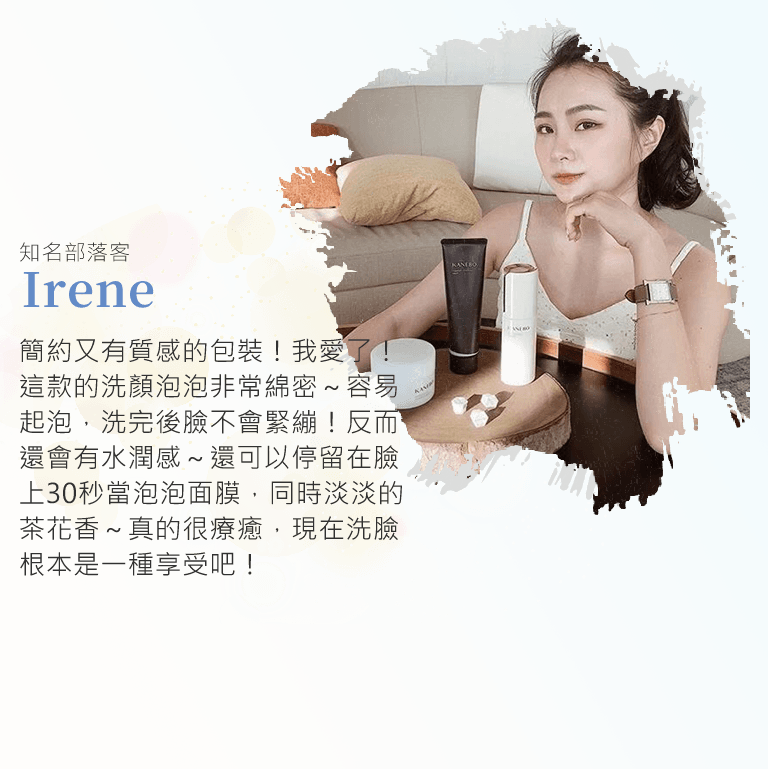 知名部落客
Irene
簡約又有質感的包裝！我愛了！
這款的洗顏泡泡非常綿密～容易
起泡，洗完後臉不會緊繃！反而
還會有水潤感～還可以停留在臉
上30秒當泡泡面膜，同時淡淡的
茶花香～真的很療癒，現在洗臉
根本是一種享受吧！
KANEBO
KANEBO
KANEBO